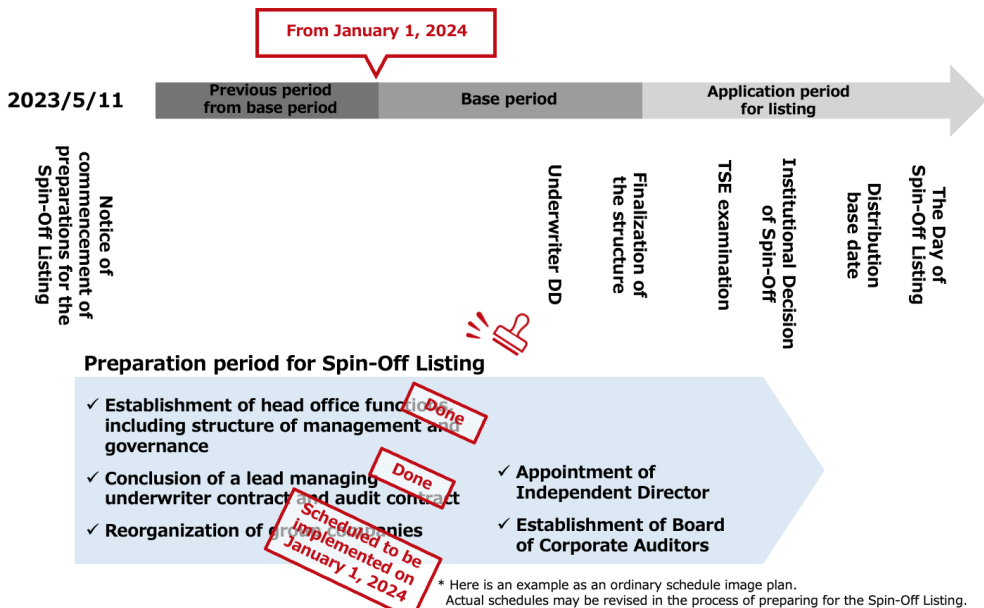 From January 1, 2024
2023/5/11
Previous period
from base period
Base period
Application period
for listing
Notice of
commencement of
preparations for the
Spin-Off Listing
Underwriter DD
Finalization of
the structure
TSE examination
Institutional Decision
of Spin-Off
Distribution
base date
The Day of
Spin-Off Listing
Preparation period for Spin-Off Listing
✓ Establishment of head office functions,
including structure of management and
governance
Done
✓ Conclusion of a lead managing
underwriter contract and audit contract
Done
✓ Reorganization of group companies
Scheduled to be
implemented on
January 1, 2024
✓ Appointment of
Independent Director
✓ Establishment of Board
of Corporate Auditors
* Here is an example as an ordinary schedule image plan.
Actual schedules may be revised in the process of preparing for the Spin-Off Listing.